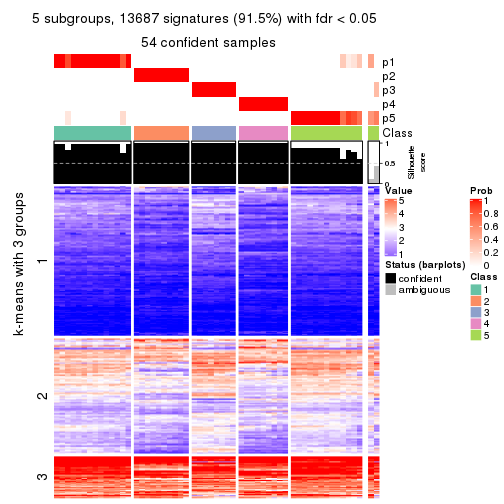 5 subgroups, 13687 signatures (91.5%) with fdr < 0.05
54 confident samples
p1
p2
p3
p4
p5
Class
1
0.5
0
Silhouette
score
k-means with 3 groups
1
2
3
Value
5
4
3
2
1
Status (barplots)
confident
ambiguous
Prob
1
0.8
0.6
0.4
0.2
0
Class
1
2
3
4
5